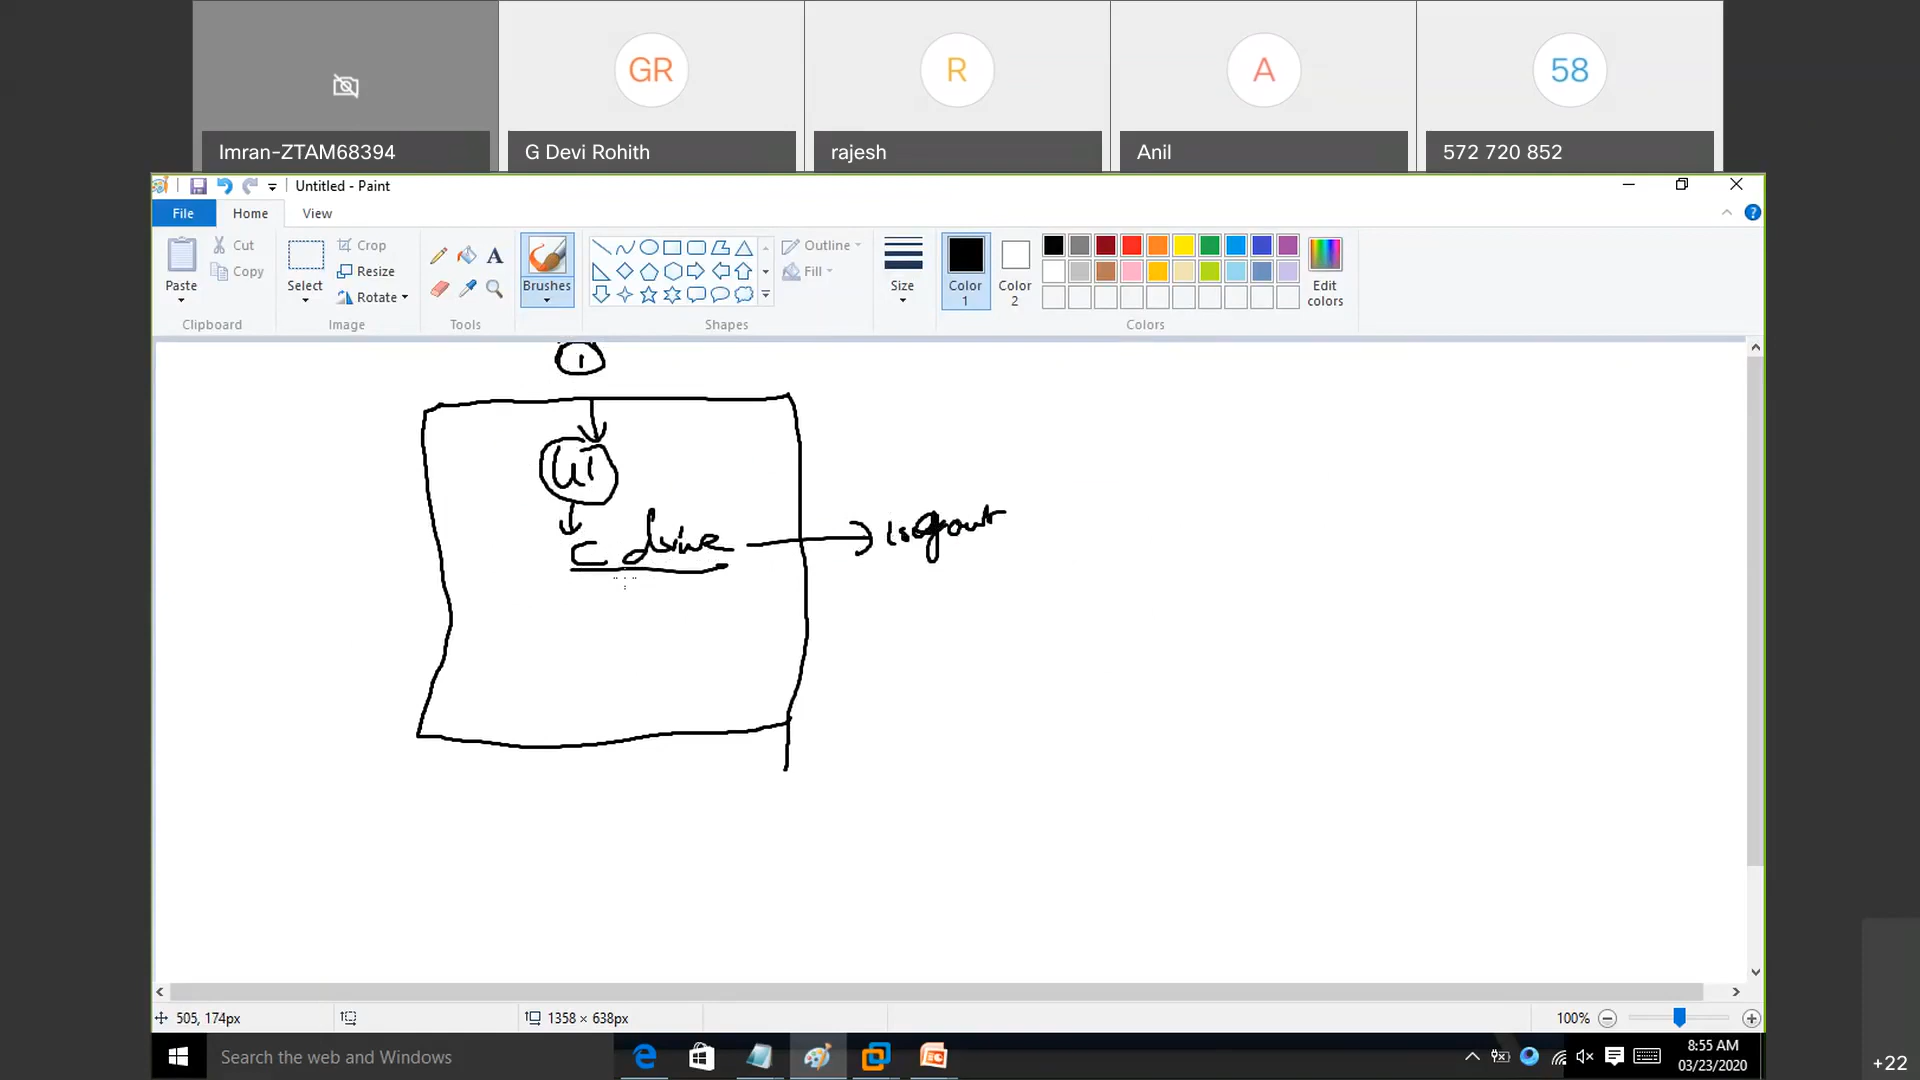 GR
R
A
58
Imran-ZTAM68394
G Devi Rohith
rajesh
Anil
572 720 852
Untitled - Paint
File
Home
View
Paste
Cut
Copy
Clipboard
Select
Crop
Resize
Rotate
Image
A
Tools
Brushes
Shapes
Outline
Fill
Size
Color 1
Color 2
Edit colors
Colors
1
U1
C drive
505, 174px
1358 × 638px
100%
Search the web and Windows
8:55 AM
03/23/2020
+22